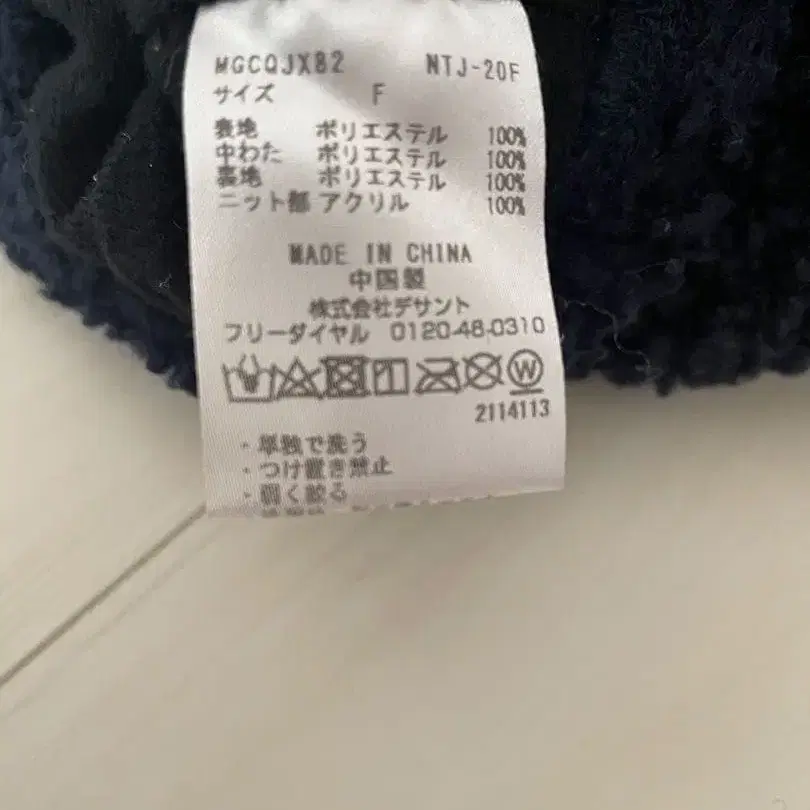 MGCQJXB2 NTJ-20F
サイズ F
表地 ポリエステル 100%
中わた ポリエステル 100%
裏地 ポリエステル 100%
ニット部 アクリル 100%
MADE IN CHINA
中国製
株式会社デサント
フリーダイヤル 0120-48-0310
W
2114113
・単独で洗う
・つけ置き禁止
・弱く絞る